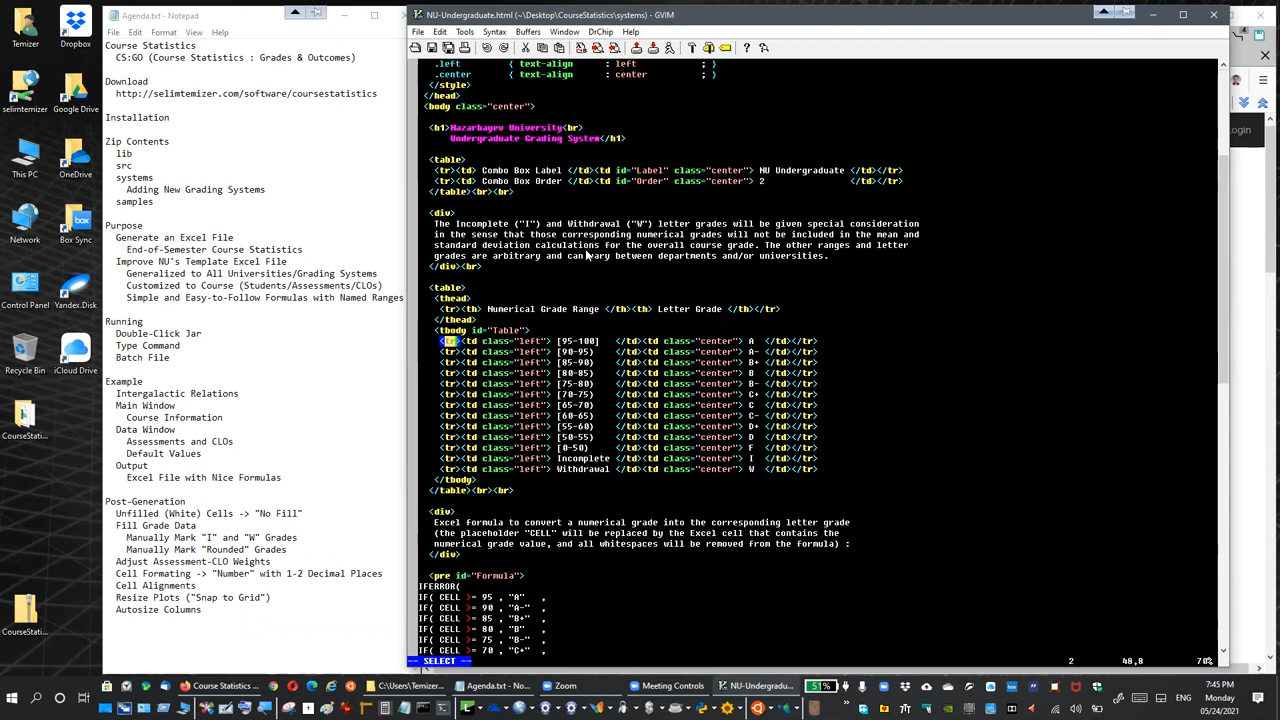 Agenda.txt - Notepad
File Edit Format View Help
Course Statistics
CS:GO (Course Statistics : Grades & Outcomes)
Download
http://selimtemizer.com/software/coursestatistics
Installation
Zip Contents
lib
src
systems
Adding New Grading Systems
samples
Purpose
Generate an Excel File
End-of-Semester Course Statistics
Improve NU's Template Excel File
Generalized to All Universities/Grading Systems
Customized to Course (Students/Assessments/CLOs)
Simple and Easy-to-Follow Formulas with Named Ranges
Running
Double-Click Jar
Type Command
Batch File
Example
Intergalactic Relations
Main Window
Course Information
Data Window
Assessments and CLOs
Default Values
Output
Excel File with Nice Formulas
Post-Generation
Unfilled (White) Cells -> "No Fill"
Fill Grade Data
Manually Mark "I" and "W" Grades
Manually Mark "Rounded" Grades
Adjust Assessment-CLO Weights
Cell Formating -> "Number" with 1-2 Decimal Places
Cell Alignments
Resize Plots ("Snap to Grid")
Autosize Columns
Temizer
Dropbox
selimtemizer
Google Drive
This PC
OneDrive
Network
Box Sync
Control Panel
Yandex.Disk
Recycle Bin
iCloud Drive
CourseStati...
CourseStati...
NU-Undergraduate.html (~\Desktop\CourseStatistics\systems) - GVIM
File Edit Tools Syntax Buffers Window DrChip Help
.left { text-align : left ; }
.center { text-align : center ; }
</style>
</head>
<body class="center">
<h1>Nazarbayev University<br>
Undergraduate Grading System</h1>
<table>
<tr><td> Combo Box Label </td><td id="Label" class="center"> NU Undergraduate </td></tr>
<tr><td> Combo Box Order </td><td id="Order" class="center"> 2 </td></tr>
</table><br><br>
<div>
The Incomplete ("I") and Withdrawal ("W") letter grades will be given special consideration
in the sense that those corresponding numerical grades will not be included in the mean and
standard deviation calculations for the overall course grade. The other ranges and letter
grades are arbitrary and can vary between departments and/or universities.
</div><br>
<table>
<thead>
<tr><th> Numerical Grade Range </th><th> Letter Grade </th></tr>
</thead>
<tbody id="Table">
<tr><td class="left"> [95-100] </td><td class="center"> A </td></tr>
<tr><td class="left"> [90-95) </td><td class="center"> A- </td></tr>
<tr><td class="left"> [85-90) </td><td class="center"> B+ </td></tr>
<tr><td class="left"> [80-85) </td><td class="center"> B </td></tr>
<tr><td class="left"> [75-80) </td><td class="center"> B- </td></tr>
<tr><td class="left"> [70-75) </td><td class="center"> C+ </td></tr>
<tr><td class="left"> [65-70) </td><td class="center"> C </td></tr>
<tr><td class="left"> [60-65) </td><td class="center"> C- </td></tr>
<tr><td class="left"> [55-60) </td><td class="center"> D+ </td></tr>
<tr><td class="left"> [50-55) </td><td class="center"> D </td></tr>
<tr><td class="left"> [0-50) </td><td class="center"> F </td></tr>
<tr><td class="left"> Incomplete </td><td class="center"> I </td></tr>
<tr><td class="left"> Withdrawal </td><td class="center"> W </td></tr>
</tbody>
</table><br><br>
<div>
Excel formula to convert a numerical grade into the corresponding letter grade
(the placeholder "CELL" will be replaced by the Excel cell that contains the
numerical grade value, and all whitespaces will be removed from the formula) :
</div>
<pre id="Formula">
IFERROR(
IF( CELL >= 95 , "A" ,
IF( CELL >= 90 , "A-" ,
IF( CELL >= 85 , "B+" ,
IF( CELL >= 80 , "B" ,
IF( CELL >= 75 , "B-" ,
IF( CELL >= 70 , "C+" ,
-- SELECT -- 2 48,8 70%
Login
Course Statistics ...
C:\Users\Temizer...
Agenda.txt - No...
Zoom
Meeting Controls
NU-Undergradu...
51%
ENG
7:45 PM
Monday
05/24/2021